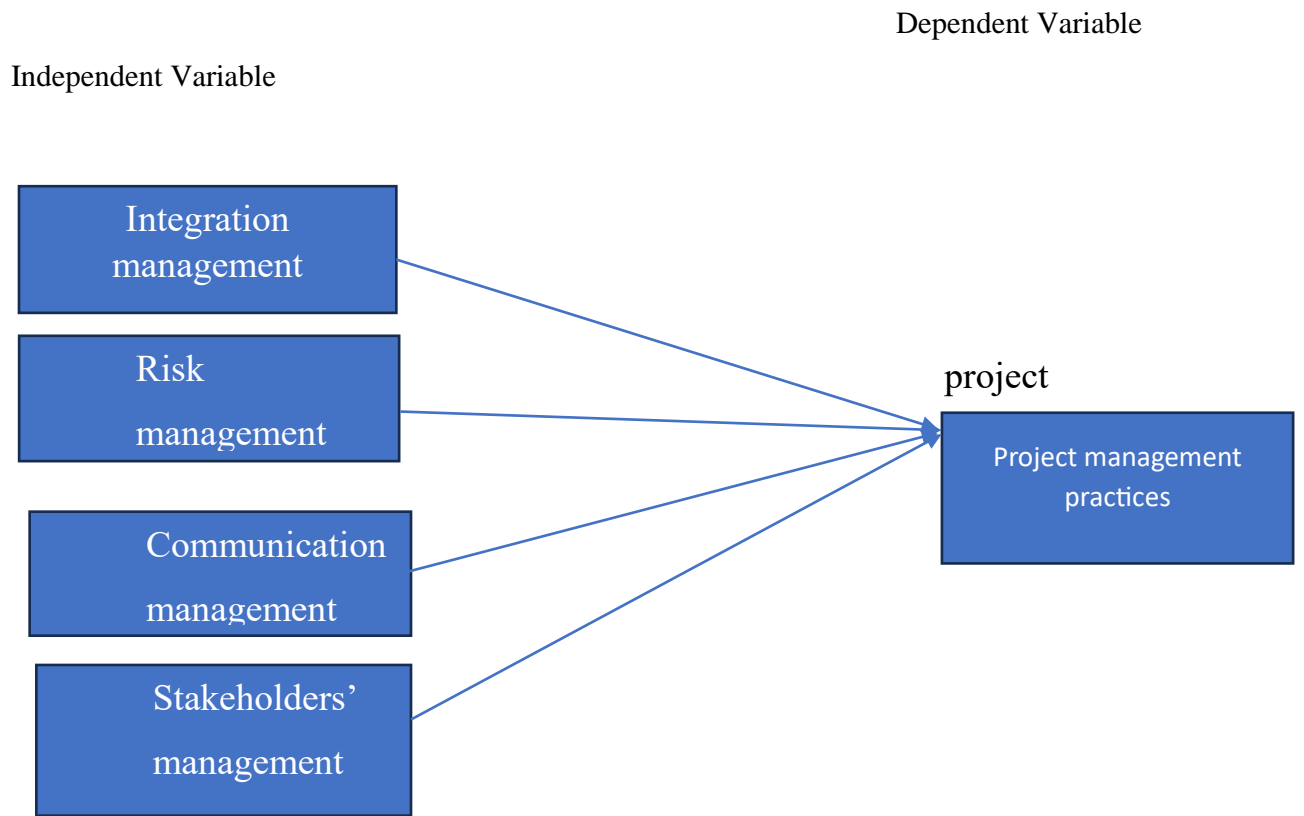 Dependent Variable
Independent Variable
Integration
management
Risk
management
Communication
management
Stakeholders’
management
project
Project management
practices